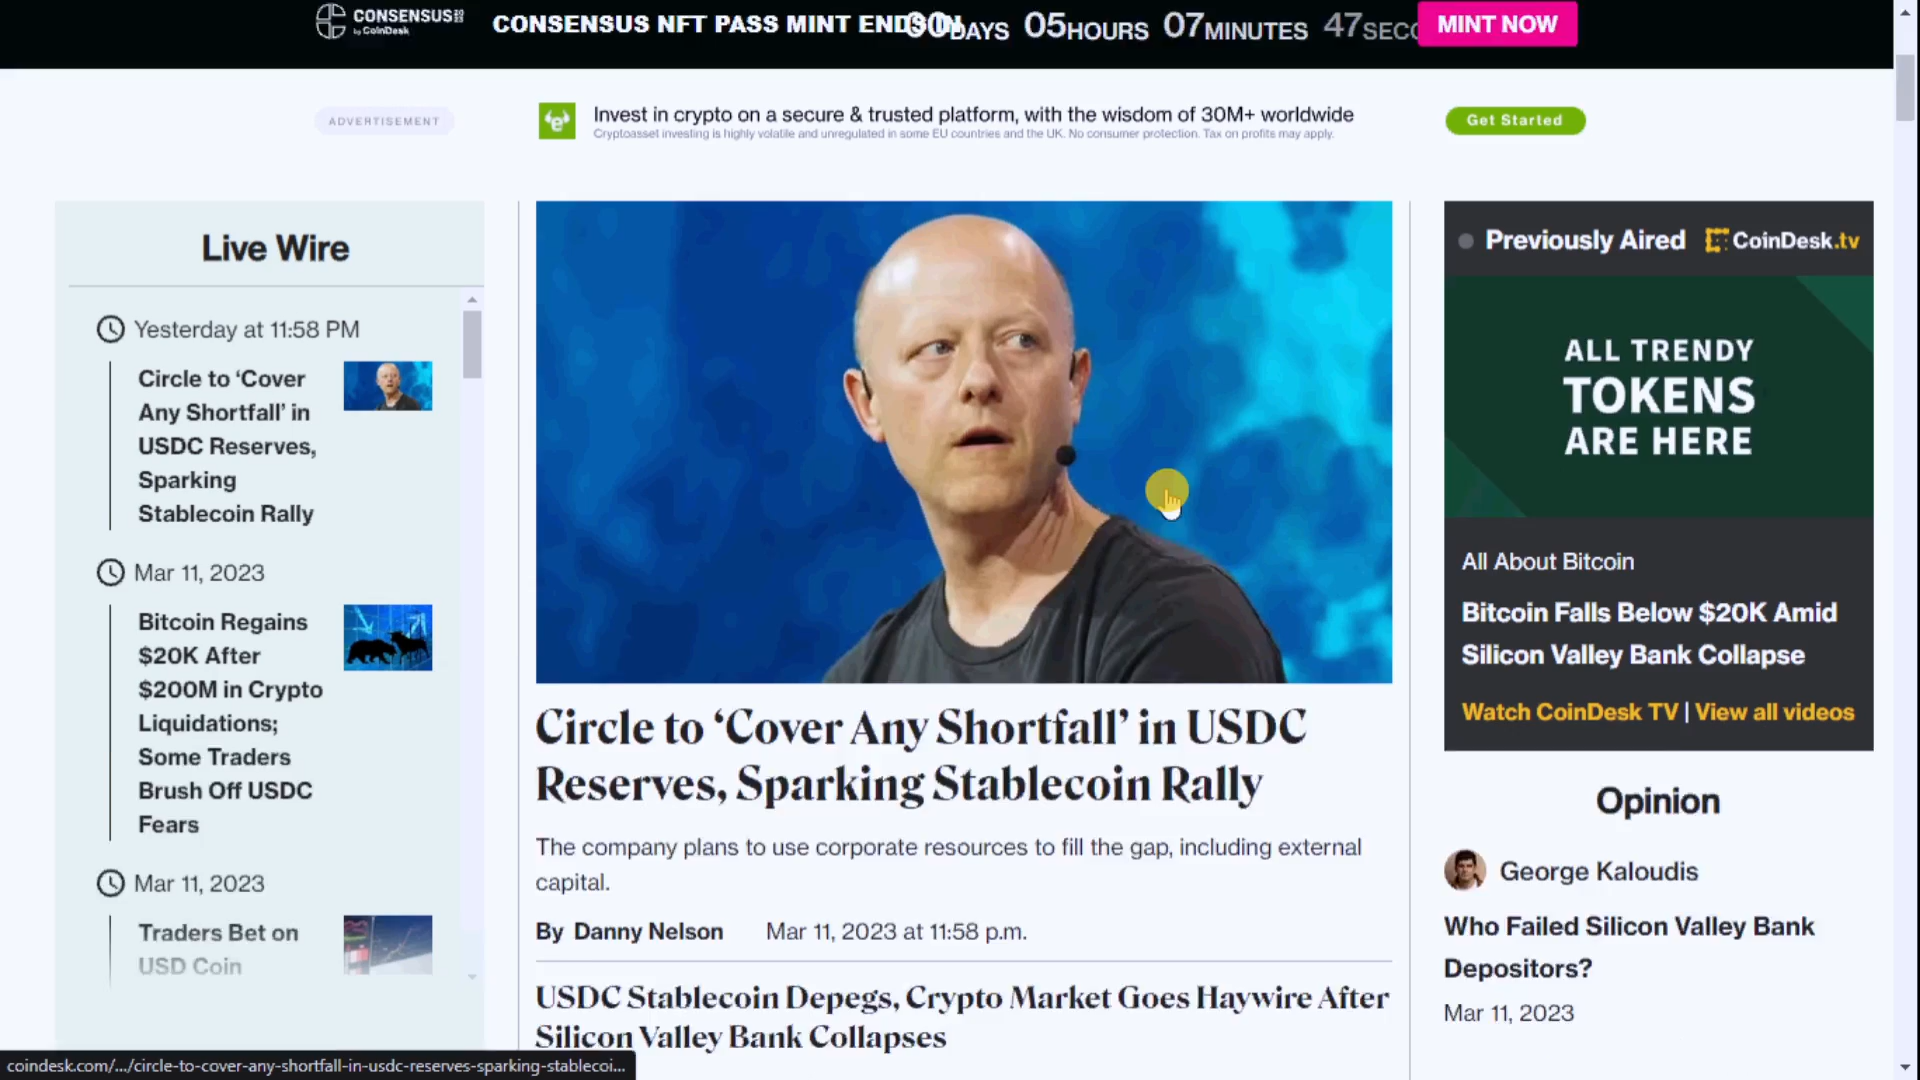 CONSENSUS
by CoinDesk
CONSENSUS NFT PASS MINT ENDS IN
00DAYS 05HOURS 07MINUTES 47SECO
MINT NOW
ADVERTISEMENT
Invest in crypto on a secure & trusted platform, with the wisdom of 30M+ worldwide
Cryptoasset investing is highly volatile and unregulated in some EU countries and the UK. No consumer protection. Tax on profits may apply.
Get Started
Live Wire
Yesterday at 11:58 PM
Circle to ‘Cover
Any Shortfall’ in
USDC Reserves,
Sparking
Stablecoin Rally
Mar 11, 2023
Bitcoin Regains
$20K After
$200M in Crypto
Liquidations;
Some Traders
Brush Off USDC
Fears
Mar 11, 2023
Traders Bet on
USD Coin
Circle to ‘Cover Any Shortfall’ in USDC
Reserves, Sparking Stablecoin Rally
The company plans to use corporate resources to fill the gap, including external
capital.
By Danny Nelson Mar 11, 2023 at 11:58 p.m.
USDC Stablecoin Depegs, Crypto Market Goes Haywire After
Silicon Valley Bank Collapses
Previously Aired CoinDesk.tv
ALL TRENDY
TOKENS
ARE HERE
All About Bitcoin
Bitcoin Falls Below $20K Amid
Silicon Valley Bank Collapse
Watch CoinDesk TV | View all videos
Opinion
George Kaloudis
Who Failed Silicon Valley Bank
Depositors?
Mar 11, 2023
coindesk.com/.../circle-to-cover-any-shortfall-in-usdc-reserves-sparking-stablecoi...